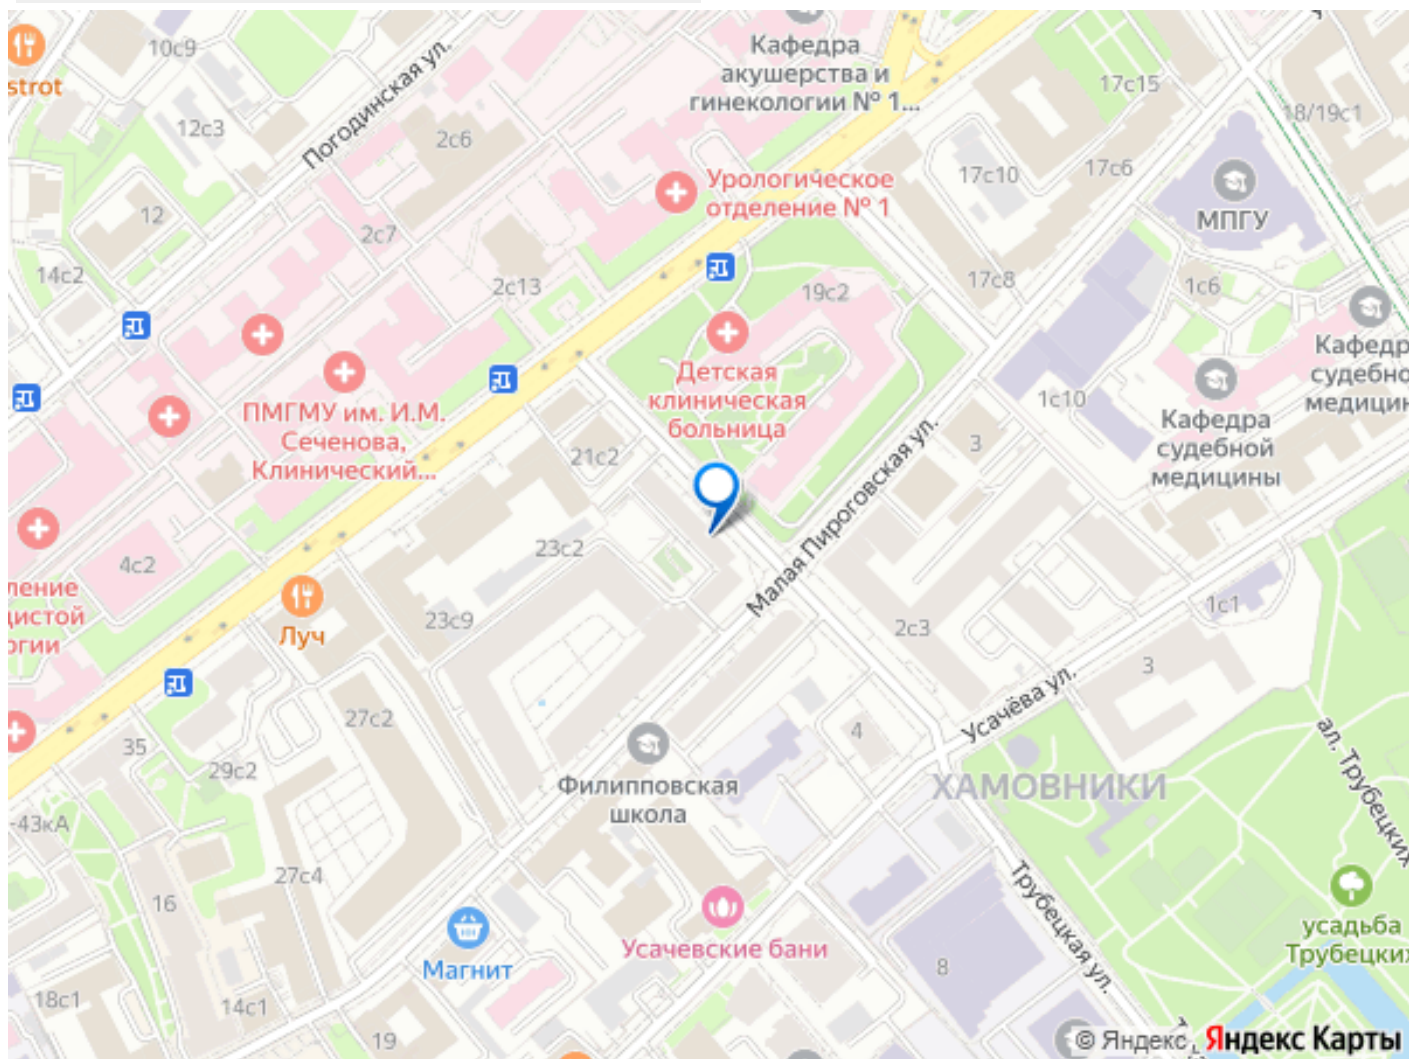 10с9
strot
Погодинская ул.
12с3
2с6
Кафедра
акушерства и
гинекологии № 1...
17с15
18/19с1
Урологическое
отделение № 1
17с10
17с6
МПГУ
12
2с7
14с2
2с13
19с2
17с8
1с6
Детская
клиническая
больница
Кафедр
судебно
медицин
ПМГМУ им. И.М.
Сеченова,
Клинический...
1с10
Кафедра
судебной
медицины
21с2
3
Малая Пироговская ул.
23с2
4с2
ление
дистой
огии
Луч
23с9
2с3
1с1
Усачёва ул.
3
27с2
35
29с2
4
Филипповская
школа
ХАМОВНИКИ
ал. Трубецких
-43кА
27с4
16
Усачевские бани
Магнит
Трубецкая ул.
усадьба
Трубецких
8
18с1
14с1
19
© Яндекс
Яндекс Карты